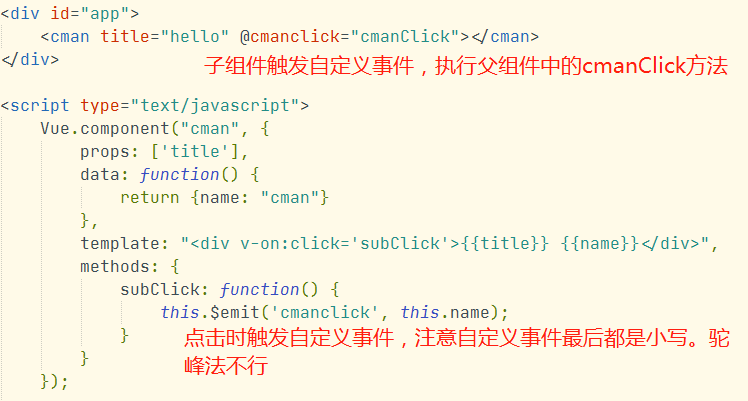 <div id="app">
<cman title="hello" @cmanclick="cmanClick"></cman>
</div>
子组件触发自定义事件，执行父组件中的cmanClick方法
<script type="text/javascript">
Vue.component("cman", {
props: ['title'],
data: function() {
return {name: "cman"}
},
template: "<div v-on:click='subClick'>{{title}} {{name}}</div>",
methods: {
subClick: function() {
this.$emit('cmanclick', this.name);
}
点击时触发自定义事件，注意自定义事件最后都是小写。驼
峰法不行
}
});